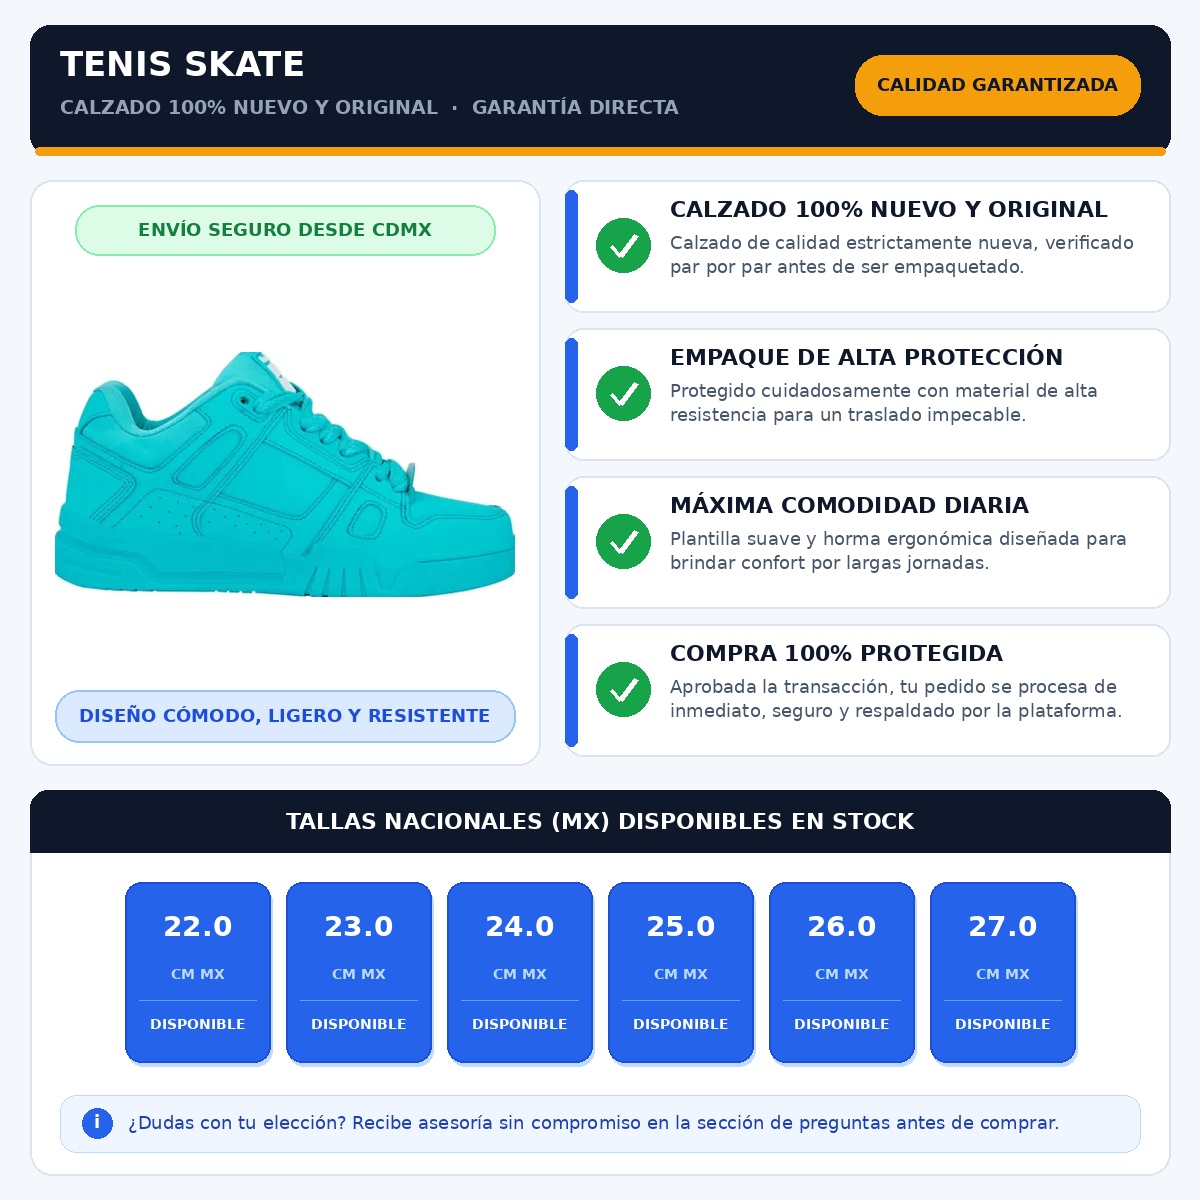 TENIS SKATE
CALZADO 100% NUEVO Y ORIGINAL · GARANTÍA DIRECTA
CALIDAD GARANTIZADA
ENVÍO SEGURO DESDE CDMX
DISEÑO CÓMODO, LIGERO Y RESISTENTE
CALZADO 100% NUEVO Y ORIGINAL
Calzado de calidad estrictamente nueva, verificado
par por par antes de ser empaquetado.
EMPAQUE DE ALTA PROTECCIÓN
Protegido cuidadosamente con material de alta
resistencia para un traslado impecable.
MÁXIMA COMODIDAD DIARIA
Plantilla suave y horma ergonómica diseñada para
brindar confort por largas jornadas.
COMPRA 100% PROTEGIDA
Aprobada la transacción, tu pedido se procesa de
inmediato, seguro y respaldado por la plataforma.
TALLAS NACIONALES (MX) DISPONIBLES EN STOCK
22.0 23.0 24.0 25.0 26.0 27.0
CM MX CM MX CM MX CM MX CM MX CM MX
DISPONIBLE DISPONIBLE DISPONIBLE DISPONIBLE DISPONIBLE DISPONIBLE
i ¿Dudas con tu elección? Recibe asesoría sin compromiso en la sección de preguntas antes de comprar.